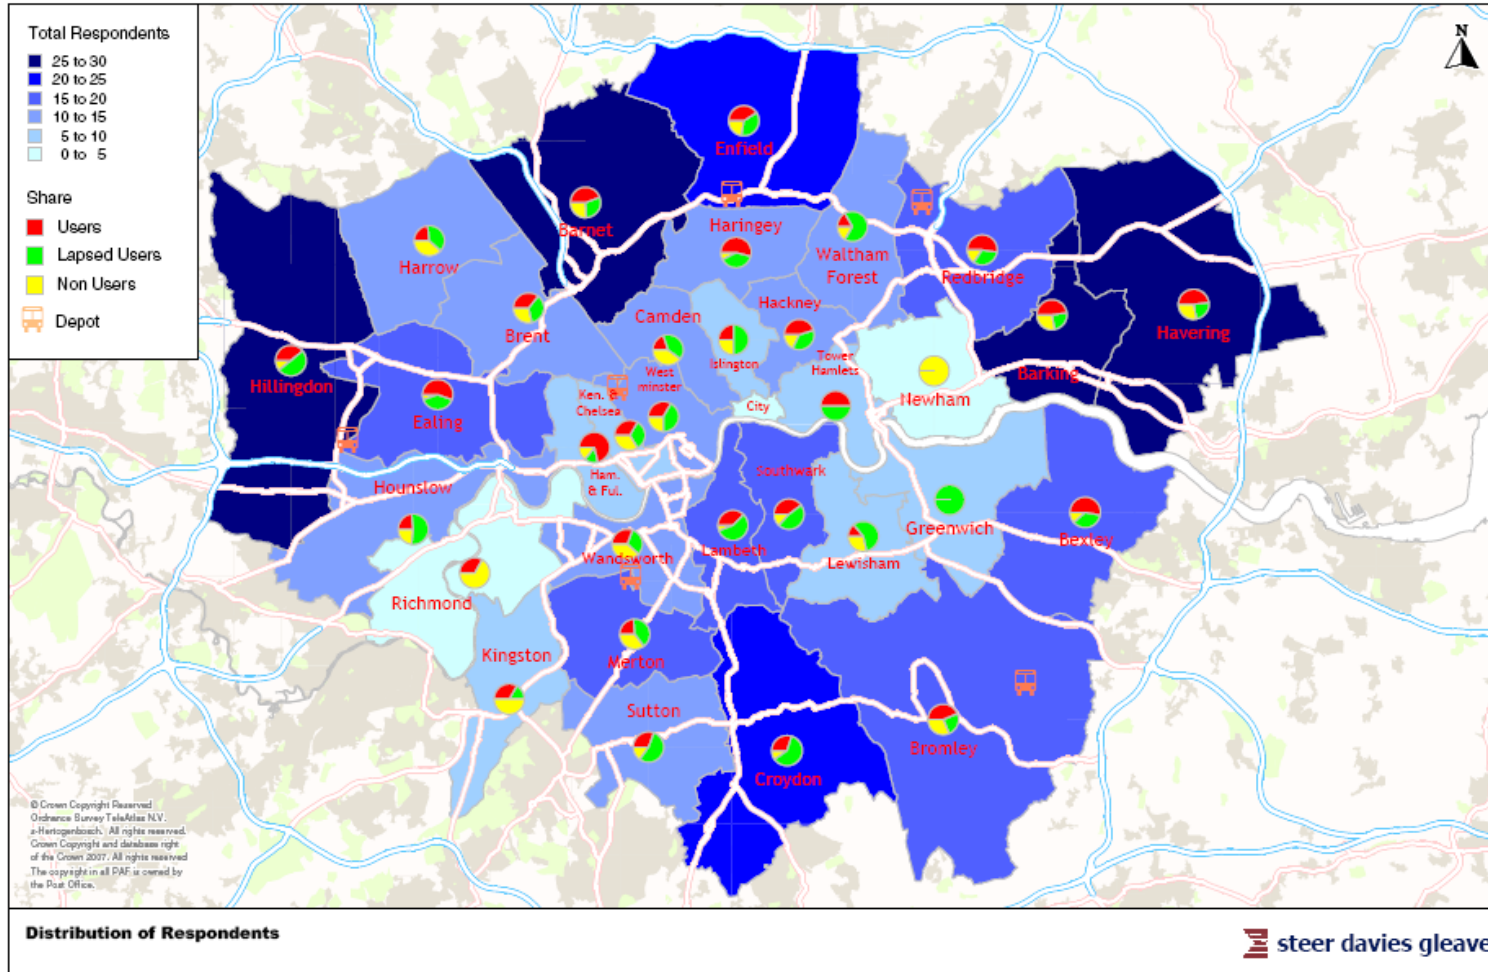 Total Respondents
25 to 30
20 to 25
15 to 20
10 to 15
5 to 10
0 to 5
Share
Users
Lapsed Users
Non Users
Depot
N
Enfield
Barnet
Haringey
Harrow
Waltham
Forest
Redbridge
Hackney
Camden
Brent
Havering
Islington
Tower
Hamlets
West
minster
Hillingdon
Barking
Ken. &
Chelsea
Newham
City
Ealing
Southwark
Ham.
& Ful.
Hounslow
Greenwich
Bexley
Wandsworth
Lambeth
Lewisham
Richmond
Kingston
Merton
Sutton
Bromley
Croydon
© Crown Copyright Reserved
Ordnance Survey TeleAtlas N.V.
s-Hertogenbosch. All rights reserved.
Crown Copyright and database right
of the Crown 2007. All rights reserved
The copyright in all PAF is owned by
the Post Office.
Distribution of Respondents
steer davies gleave